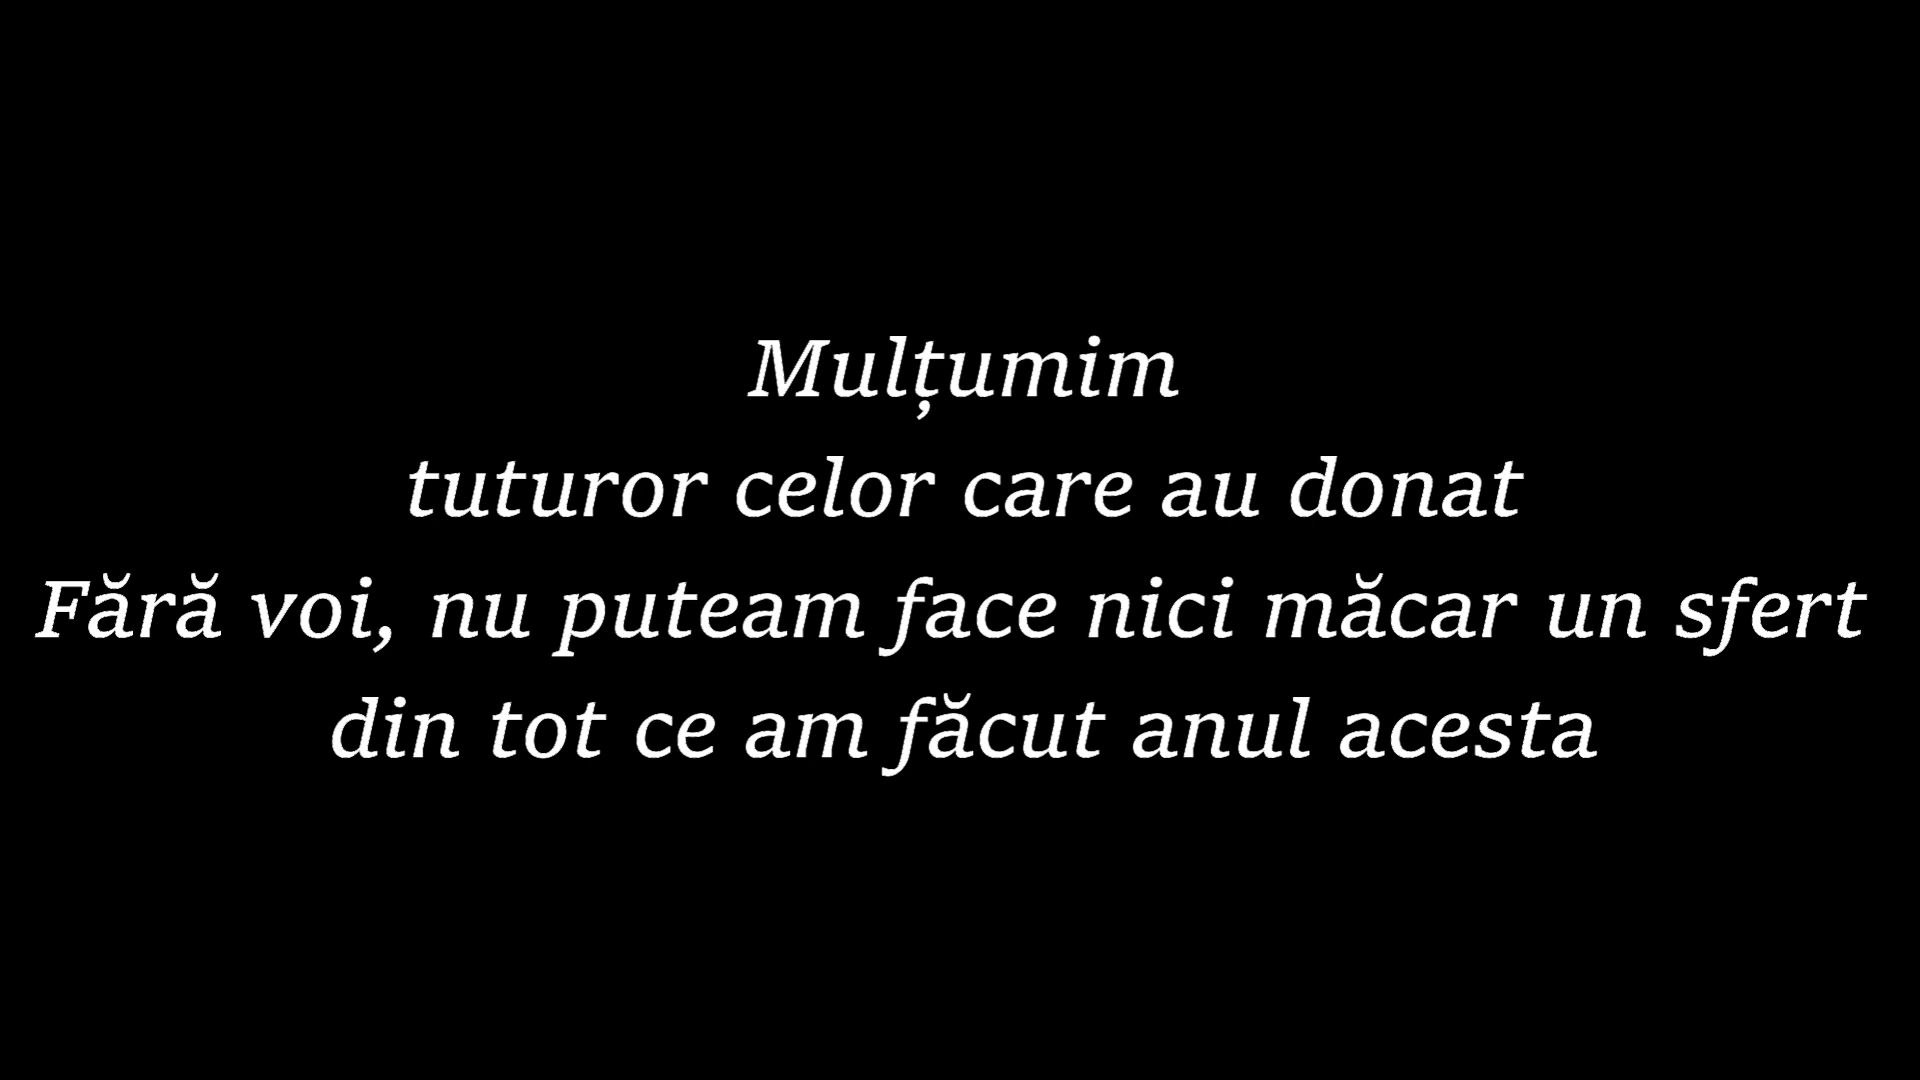 Mulțumim
tuturor celor care au donat
Fără voi, nu puteam face nici măcar un sfert
din tot ce am făcut anul acesta